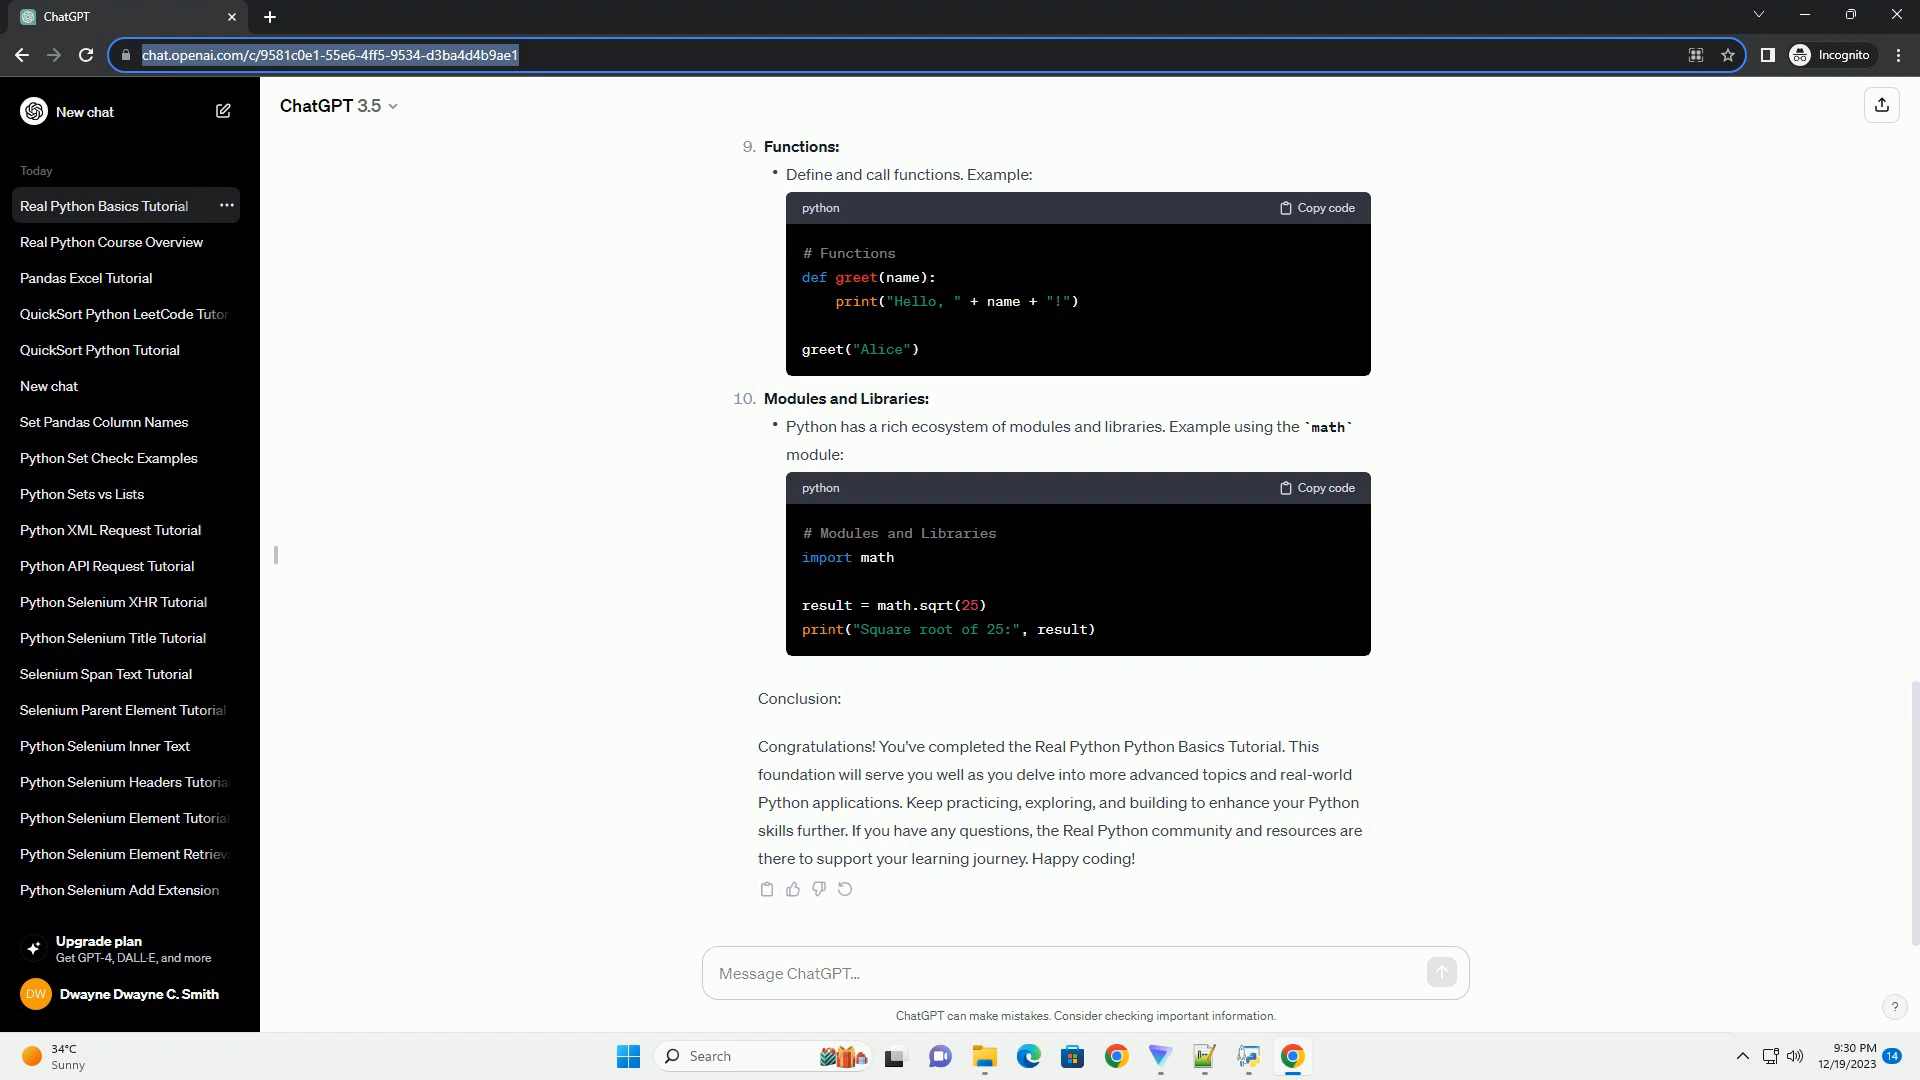 ChatGPT
chat.openai.com/c/9581c0e1-55e6-4ff5-9534-d3ba4d4b9ae1
Incognito
New chat
Today
Real Python Basics Tutorial
Real Python Course Overview
Pandas Excel Tutorial
QuickSort Python LeetCode Tutor
QuickSort Python Tutorial
New chat
Set Pandas Column Names
Python Set Check: Examples
Python Sets vs Lists
Python XML Request Tutorial
Python API Request Tutorial
Python Selenium XHR Tutorial
Python Selenium Title Tutorial
Selenium Span Text Tutorial
Selenium Parent Element Tutorial
Python Selenium Inner Text
Python Selenium Headers Tutorial
Python Selenium Element Tutorial
Python Selenium Element Retriev
Python Selenium Add Extension
Upgrade plan
Get GPT-4, DALL·E, and more
DW Dwayne Dwayne C. Smith
ChatGPT 3.5
9. Functions:
• Define and call functions. Example:
python Copy code
# Functions
def greet(name):
    print("Hello, " + name + "!")
greet("Alice")
10. Modules and Libraries:
• Python has a rich ecosystem of modules and libraries. Example using the `math`
module:
python Copy code
# Modules and Libraries
import math
result = math.sqrt(25)
print("Square root of 25:", result)
Conclusion:
Congratulations! You've completed the Real Python Python Basics Tutorial. This
foundation will serve you well as you delve into more advanced topics and real-world
Python applications. Keep practicing, exploring, and building to enhance your Python
skills further. If you have any questions, the Real Python community and resources are
there to support your learning journey. Happy coding!
Message ChatGPT...
ChatGPT can make mistakes. Consider checking important information.
?
34°C
Sunny
Search
9:30 PM
12/19/2023
14